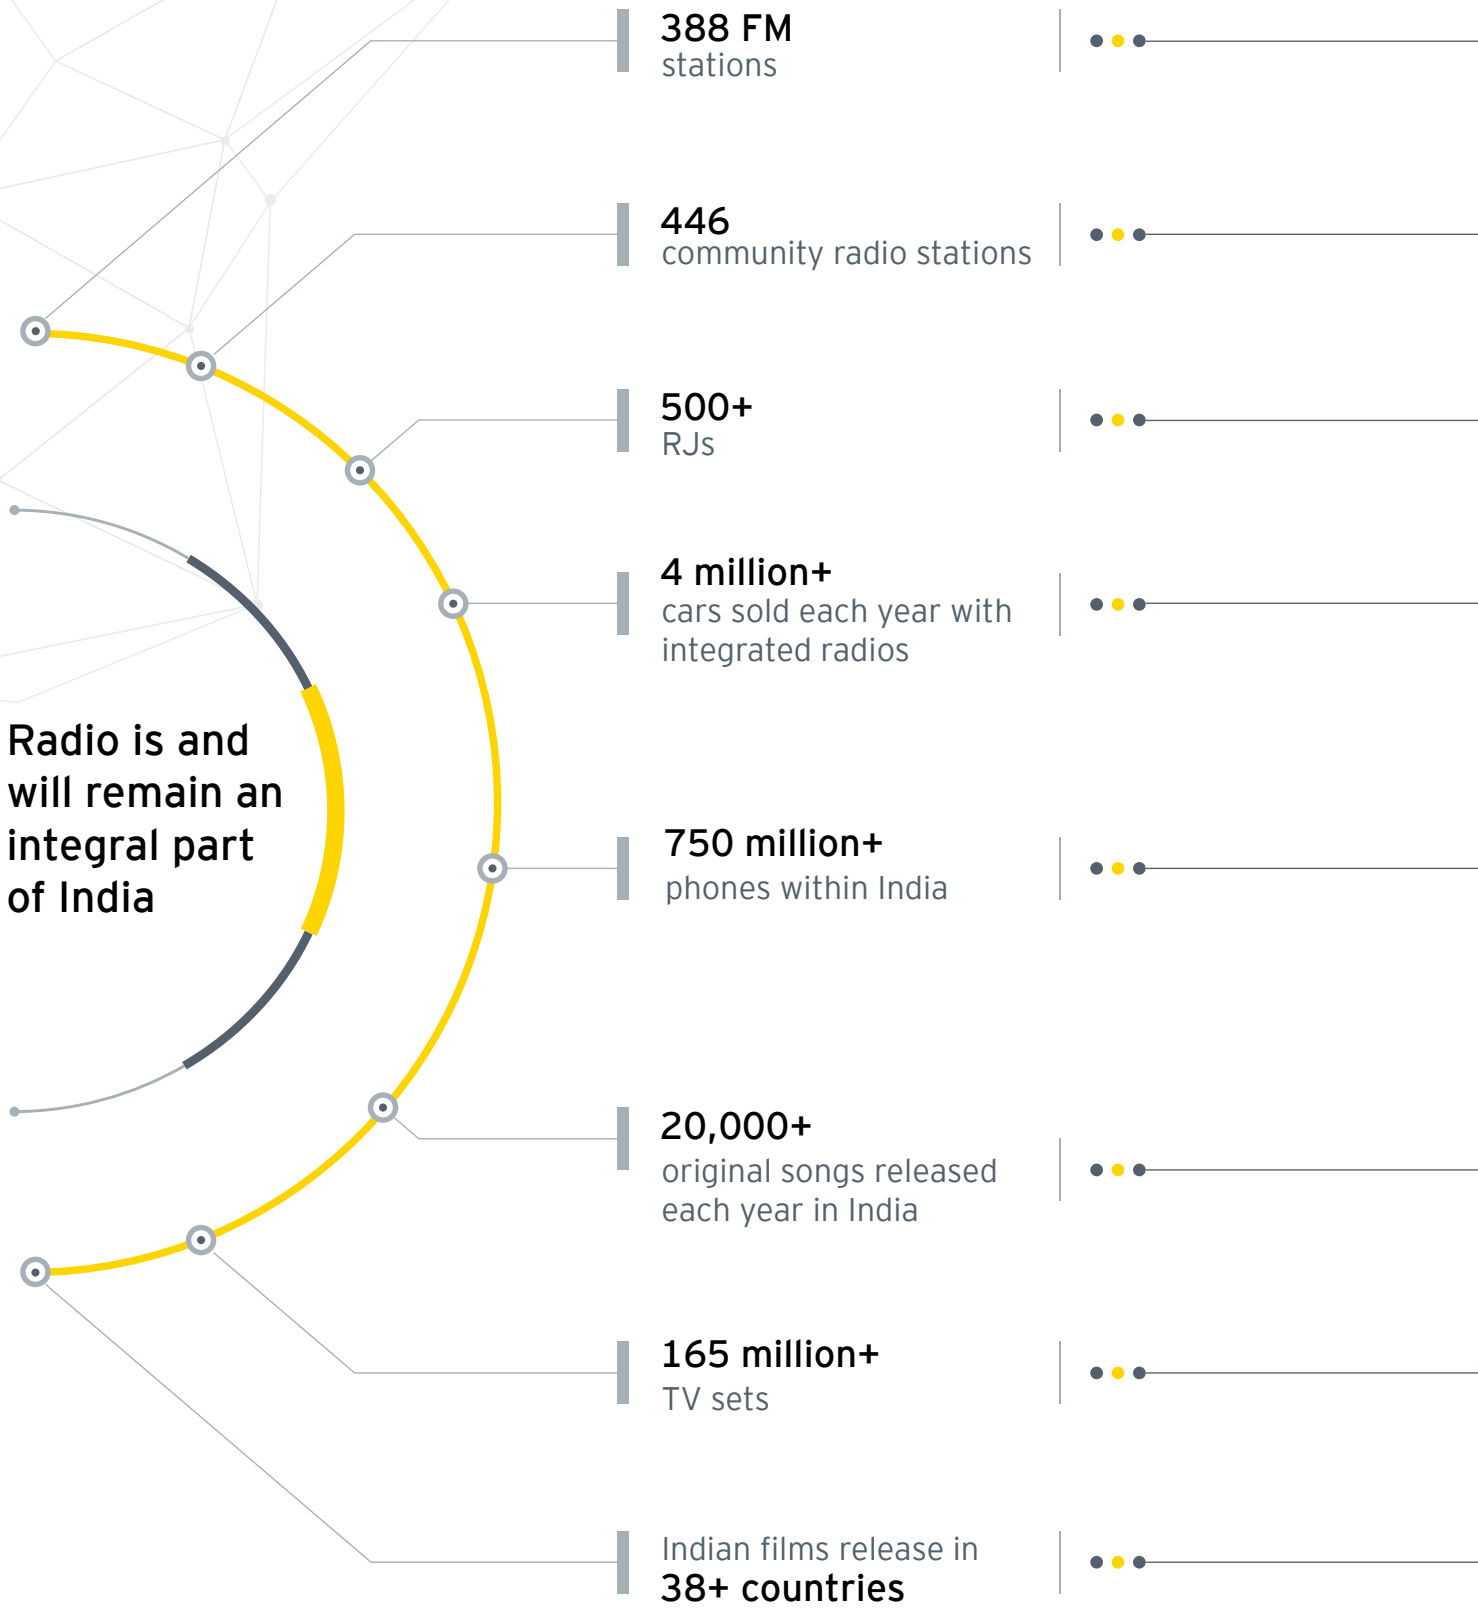 388 FM
stations
446
community radio stations
500+
RJs
4 million+
cars sold each year with
integrated radios
Radio is and
will remain an
integral part
of India
750 million+
phones within India
20,000+
original songs released
each year in India
165 million+
TV sets
Indian films release in
38+ countries